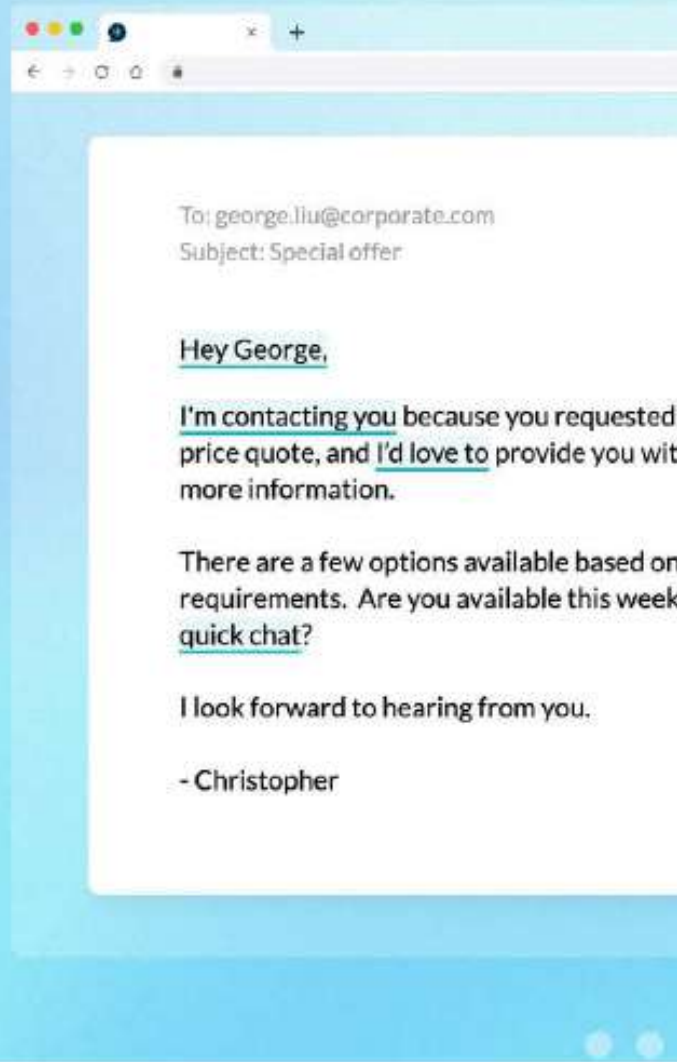 To: george.liu@corporate.com
Subject: Special offer
Hey George,
I'm contacting you because you requested
price quote, and I'd love to provide you wit
more information.
There are a few options available based on
requirements.  Are you available this week
quick chat?
I look forward to hearing from you.
- Christopher